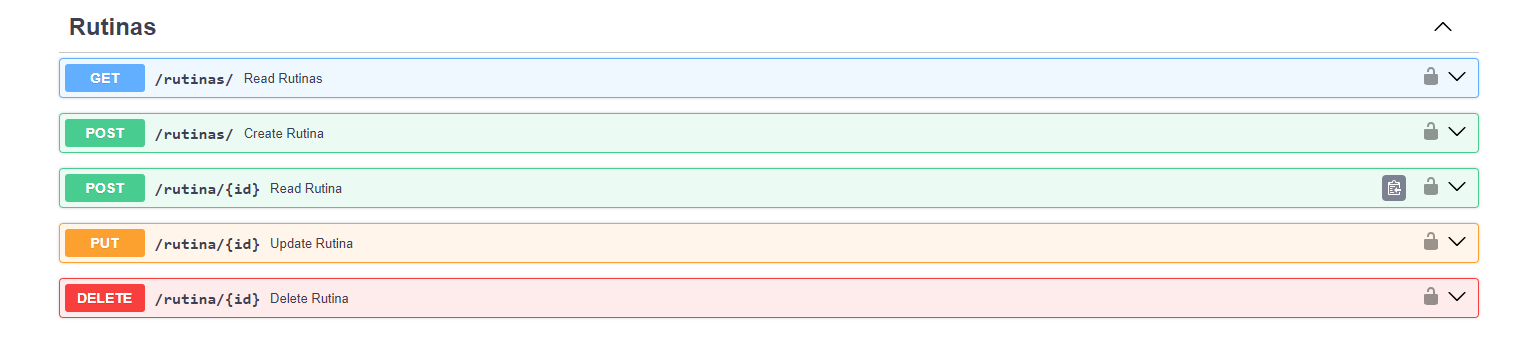 Rutinas
GET /rutinas/ Read Rutinas
POST /rutinas/ Create Rutina
POST /rutina/{id} Read Rutina
PUT /rutina/{id} Update Rutina
DELETE /rutina/{id} Delete Rutina